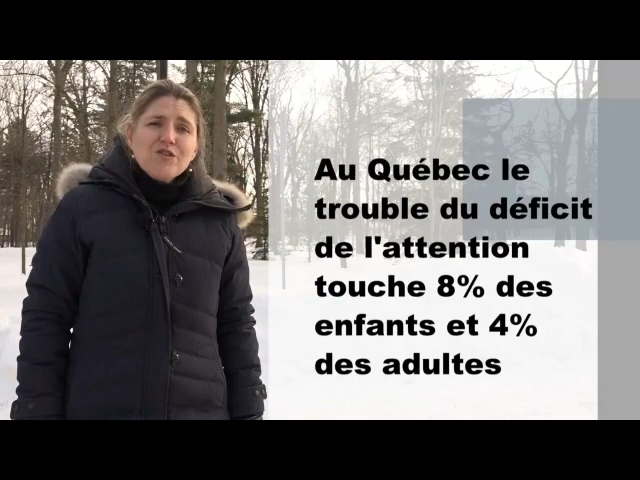 Au Québec le
trouble du déficit
de l'attention
touche 8% des
enfants et 4%
des adultes